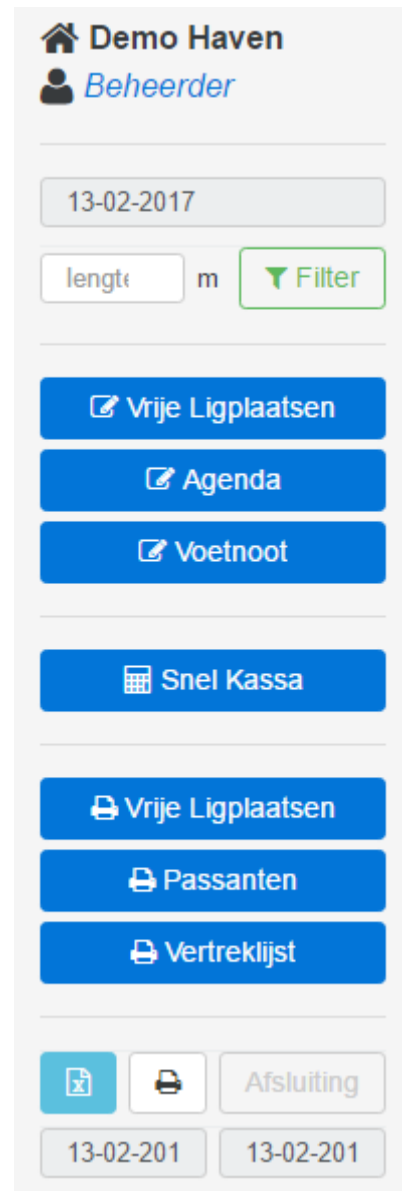 Demo Haven
Beheerder
13-02-2017
lengte m Filter
Vrije Ligplaatsen
Agenda
Voetnoot
Snel Kassa
Vrije Ligplaatsen
Passanten
Vertreklijst
Afsluiting
13-02-201 13-02-201